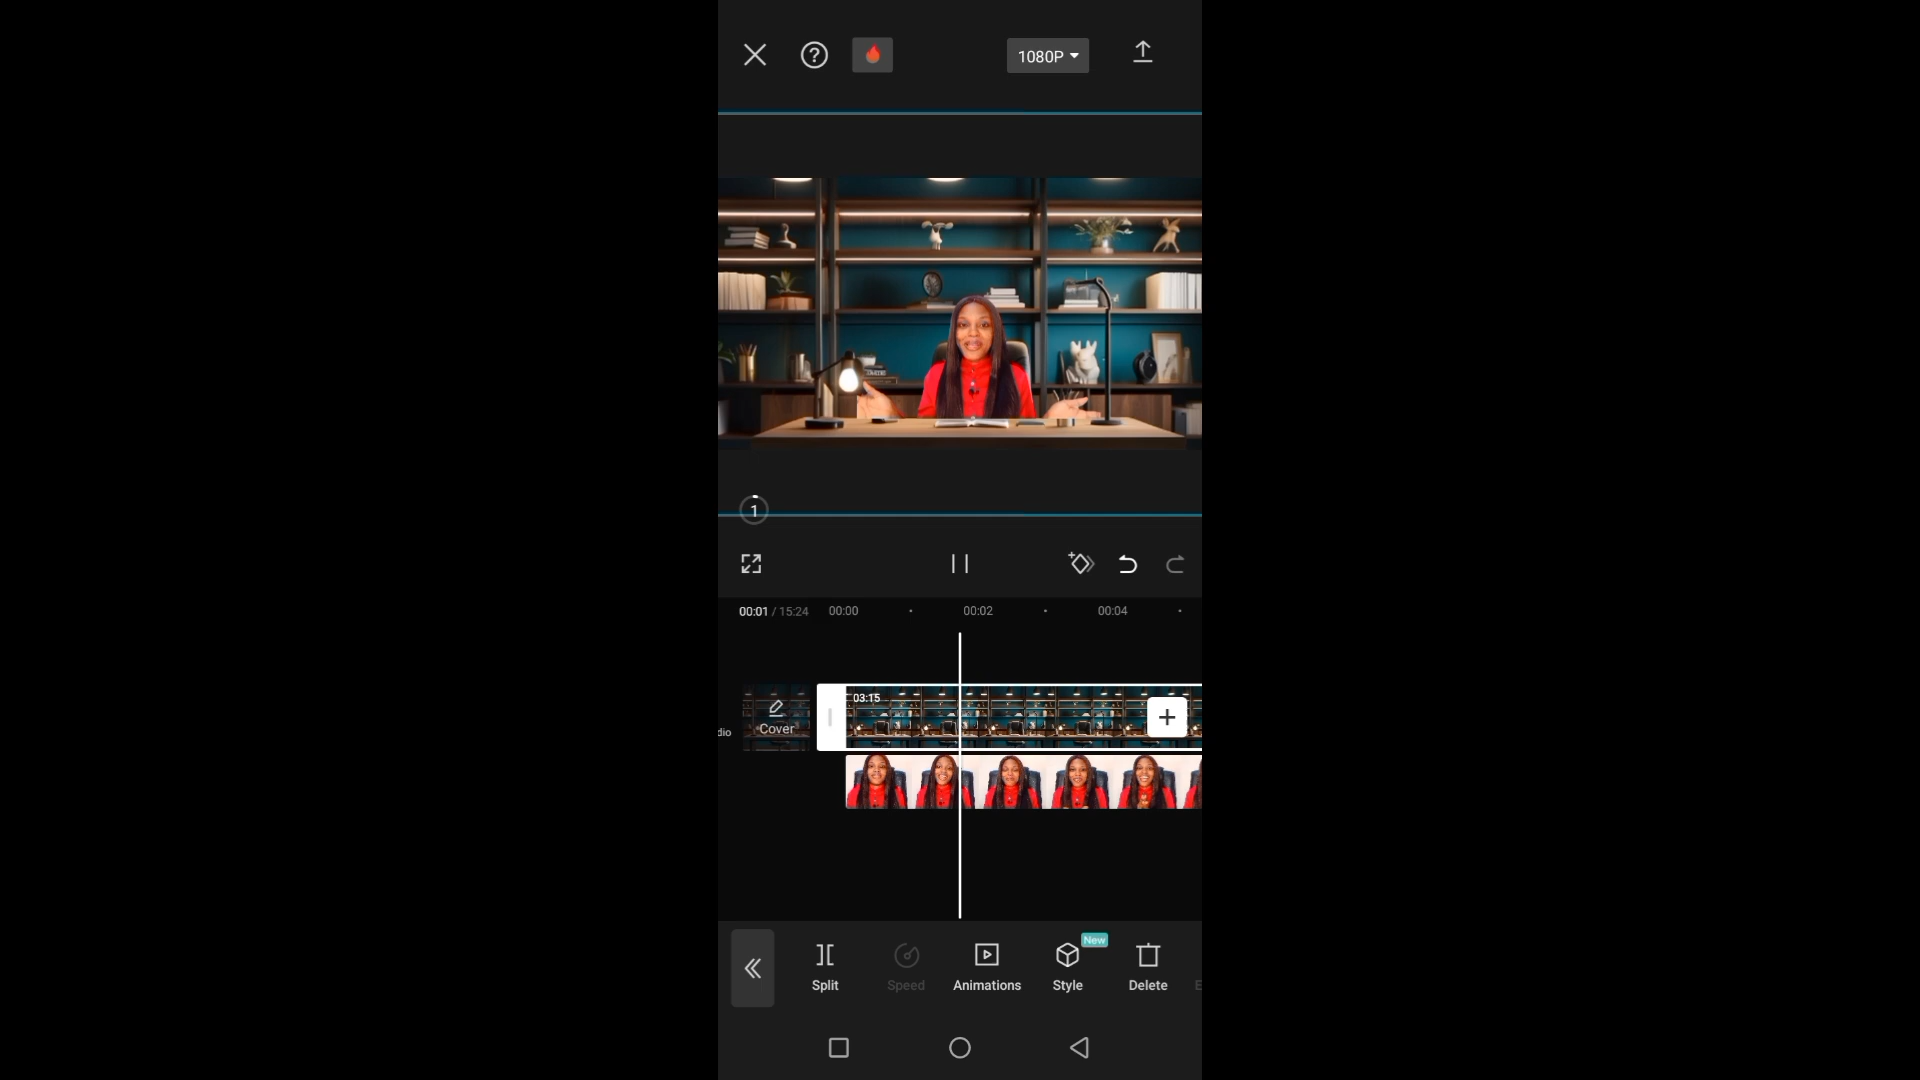 1080P
1
00:01 / 15:24
00:00
00:02
00:04
03:15
Cover
dio
New
Split
Speed
Animations
Style
Delete